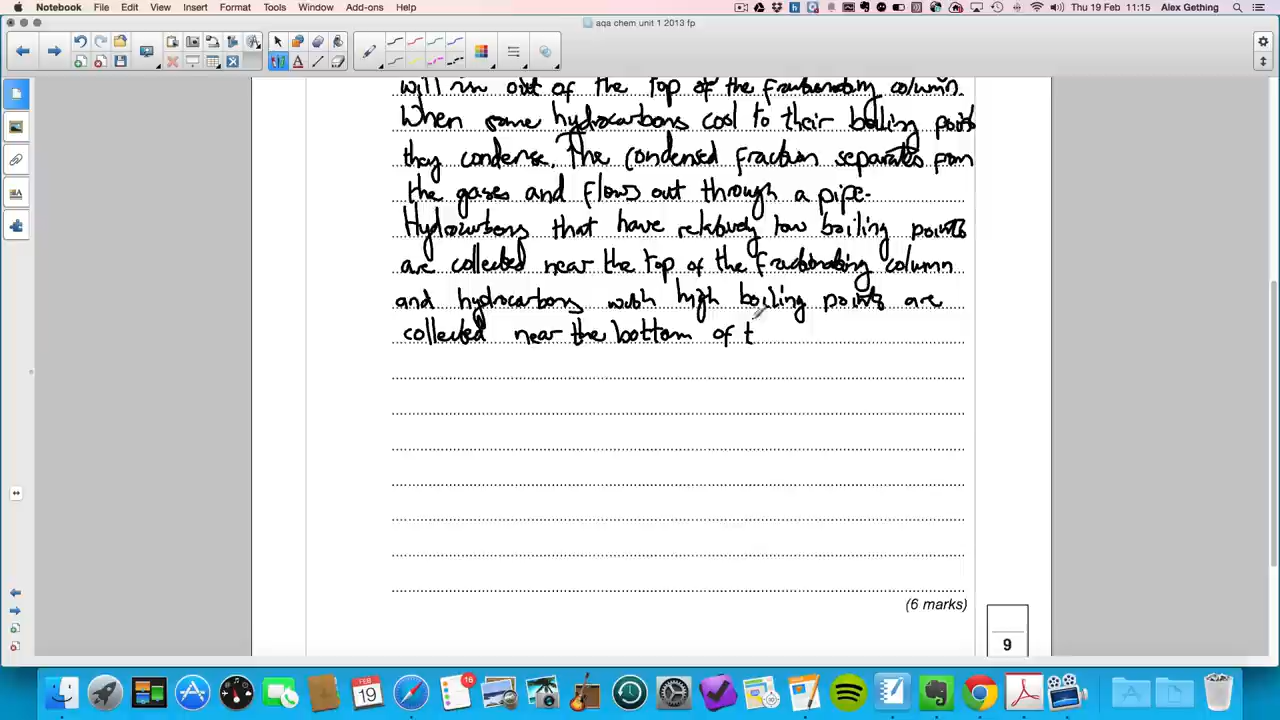 Notebook File Edit View Insert Format Tools Window Add-ons Help Thu 19 Feb 11:15 Alex Gething
aqa chem unit 1 2013 fp
will run out of the top of the fractionating column.
When some hydrocarbons cool to their boiling points
they condense. The condensed fraction separates from
the gases and flows out through a pipe.
Hydrocarbons that have relatively low boiling points
are collected near the top of the fractionating column
and hydrocarbons with high boiling points are
collected near the bottom of t
(6 marks)
9
FEB
19
16